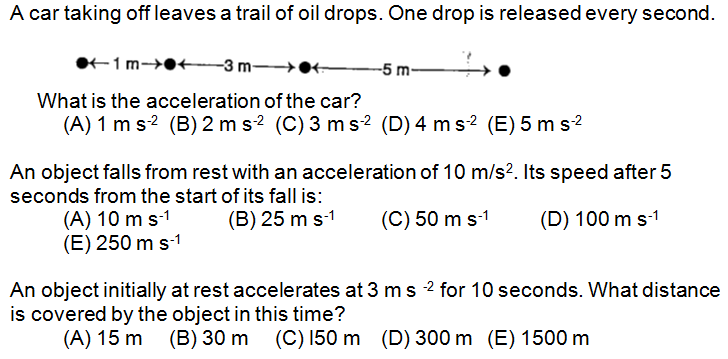 A car taking off leaves a trail of oil drops. One drop is released every second.
1 m 3 m 5 m
What is the acceleration of the car?
(A) 1 m s-2 (B) 2 m s-2 (C) 3 m s-2 (D) 4 m s-2 (E) 5 m s-2
An object falls from rest with an acceleration of 10 m/s². Its speed after 5
seconds from the start of its fall is:
(A) 10 m s-1 (B) 25 m s-1 (C) 50 m s-1 (D) 100 m s-1
(E) 250 m s-1
An object initially at rest accelerates at 3 m s -2 for 10 seconds. What distance
is covered by the object in this time?
(A) 15 m (B) 30 m (C) l50 m (D) 300 m (E) 1500 m